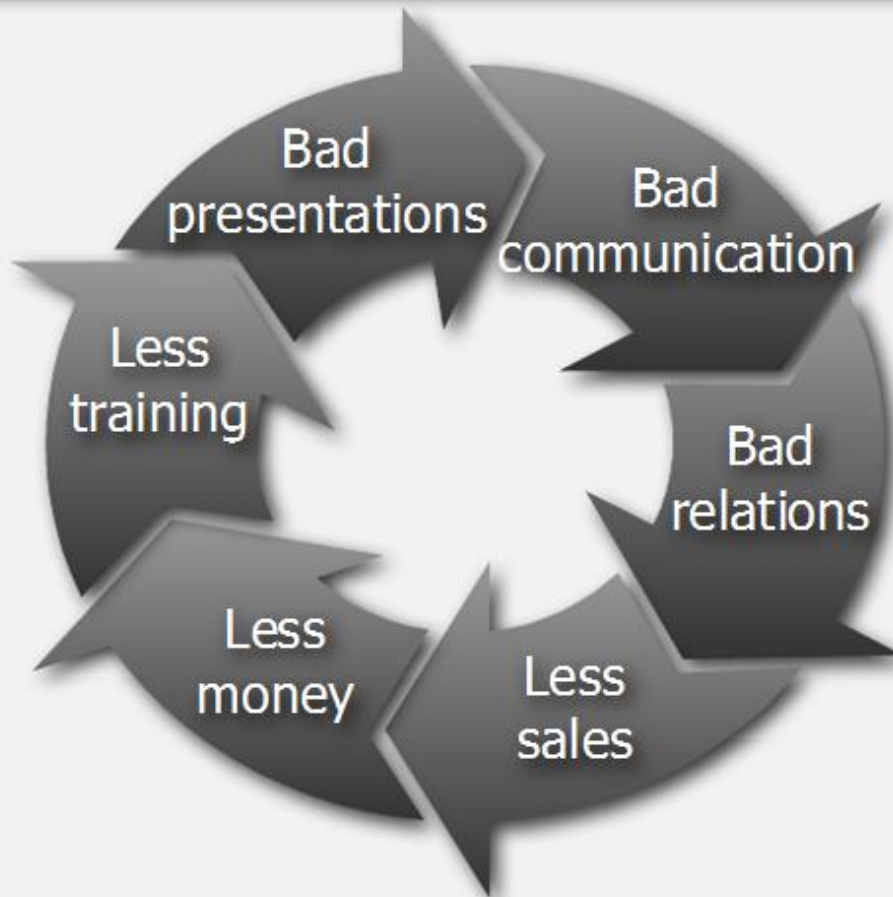 Bad
presentations
Bad
communication
Bad
relations
Less
sales
Less
money
Less
training